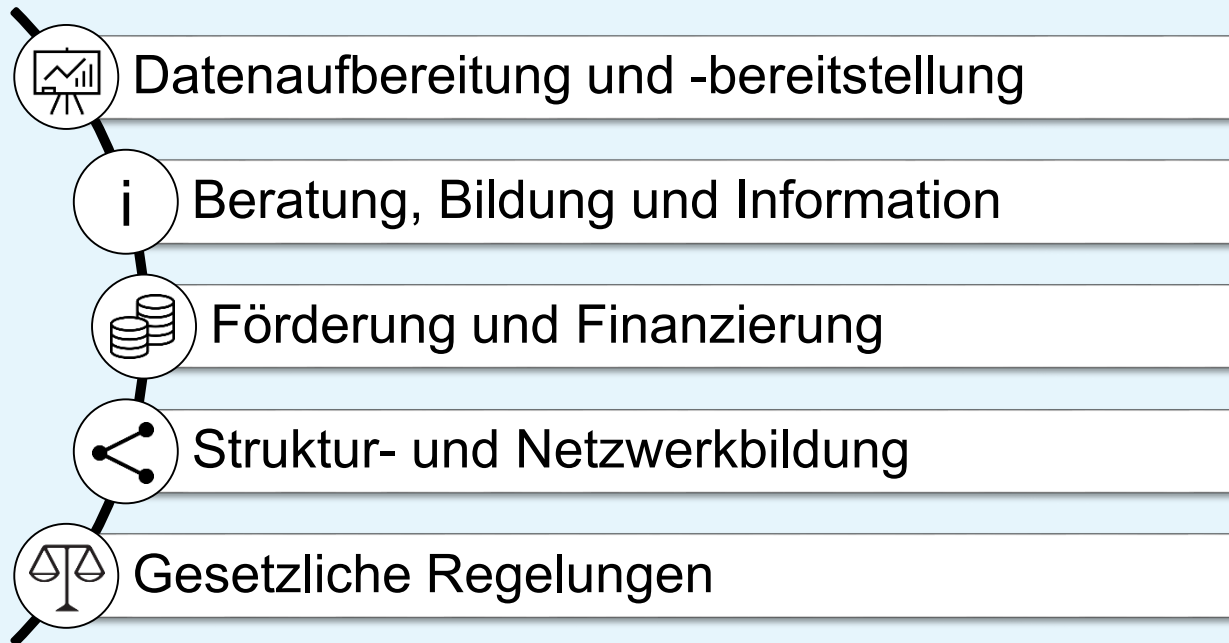 Datenaufbereitung und -bereitstellung
i
Beratung, Bildung und Information
Förderung und Finanzierung
Struktur- und Netzwerkbildung
Gesetzliche Regelungen